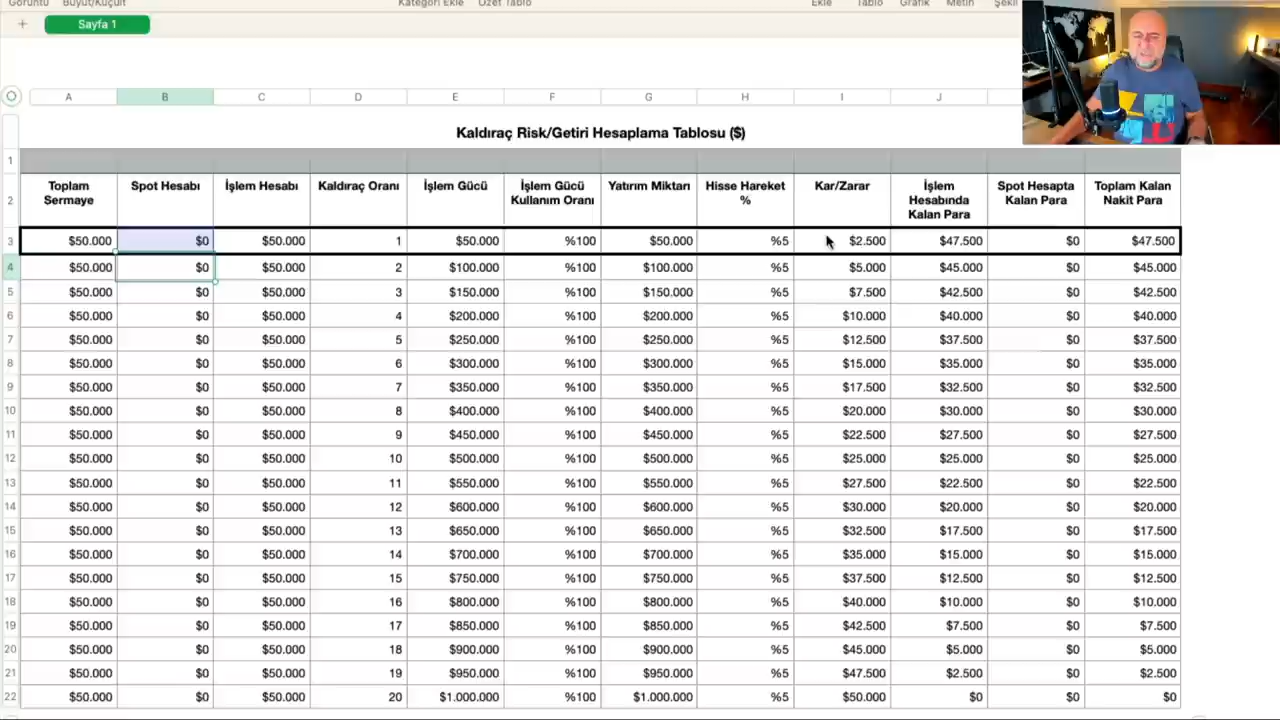 Görüntü Büyüt/Küçült Kategori Ekle Özet Tablo Ekle Tablo Grafik Metin Şekil
+ Sayfa 1
A B C D E F G H I J
Kaldıraç Risk/Getiri Hesaplama Tablosu ($)
1
2 Toplam Sermaye Spot Hesabı İşlem Hesabı Kaldıraç Oranı İşlem Gücü İşlem Gücü Kullanım Oranı Yatırım Miktarı Hisse Hareket % Kar/Zarar İşlem Hesabında Kalan Para Spot Hesapta Kalan Para Toplam Kalan Nakit Para
3 $50.000 $0 $50.000 1 $50.000 %100 $50.000 %5 $2.500 $47.500 $0 $47.500
4 $50.000 $0 $50.000 2 $100.000 %100 $100.000 %5 $5.000 $45.000 $0 $45.000
5 $50.000 $0 $50.000 3 $150.000 %100 $150.000 %5 $7.500 $42.500 $0 $42.500
6 $50.000 $0 $50.000 4 $200.000 %100 $200.000 %5 $10.000 $40.000 $0 $40.000
7 $50.000 $0 $50.000 5 $250.000 %100 $250.000 %5 $12.500 $37.500 $0 $37.500
8 $50.000 $0 $50.000 6 $300.000 %100 $300.000 %5 $15.000 $35.000 $0 $35.000
9 $50.000 $0 $50.000 7 $350.000 %100 $350.000 %5 $17.500 $32.500 $0 $32.500
10 $50.000 $0 $50.000 8 $400.000 %100 $400.000 %5 $20.000 $30.000 $0 $30.000
11 $50.000 $0 $50.000 9 $450.000 %100 $450.000 %5 $22.500 $27.500 $0 $27.500
12 $50.000 $0 $50.000 10 $500.000 %100 $500.000 %5 $25.000 $25.000 $0 $25.000
13 $50.000 $0 $50.000 11 $550.000 %100 $550.000 %5 $27.500 $22.500 $0 $22.500
14 $50.000 $0 $50.000 12 $600.000 %100 $600.000 %5 $30.000 $20.000 $0 $20.000
15 $50.000 $0 $50.000 13 $650.000 %100 $650.000 %5 $32.500 $17.500 $0 $17.500
16 $50.000 $0 $50.000 14 $700.000 %100 $700.000 %5 $35.000 $15.000 $0 $15.000
17 $50.000 $0 $50.000 15 $750.000 %100 $750.000 %5 $37.500 $12.500 $0 $12.500
18 $50.000 $0 $50.000 16 $800.000 %100 $800.000 %5 $40.000 $10.000 $0 $10.000
19 $50.000 $0 $50.000 17 $850.000 %100 $850.000 %5 $42.500 $7.500 $0 $7.500
20 $50.000 $0 $50.000 18 $900.000 %100 $900.000 %5 $45.000 $5.000 $0 $5.000
21 $50.000 $0 $50.000 19 $950.000 %100 $950.000 %5 $47.500 $2.500 $0 $2.500
22 $50.000 $0 $50.000 20 $1.000.000 %100 $1.000.000 %5 $50.000 $0 $0 $0